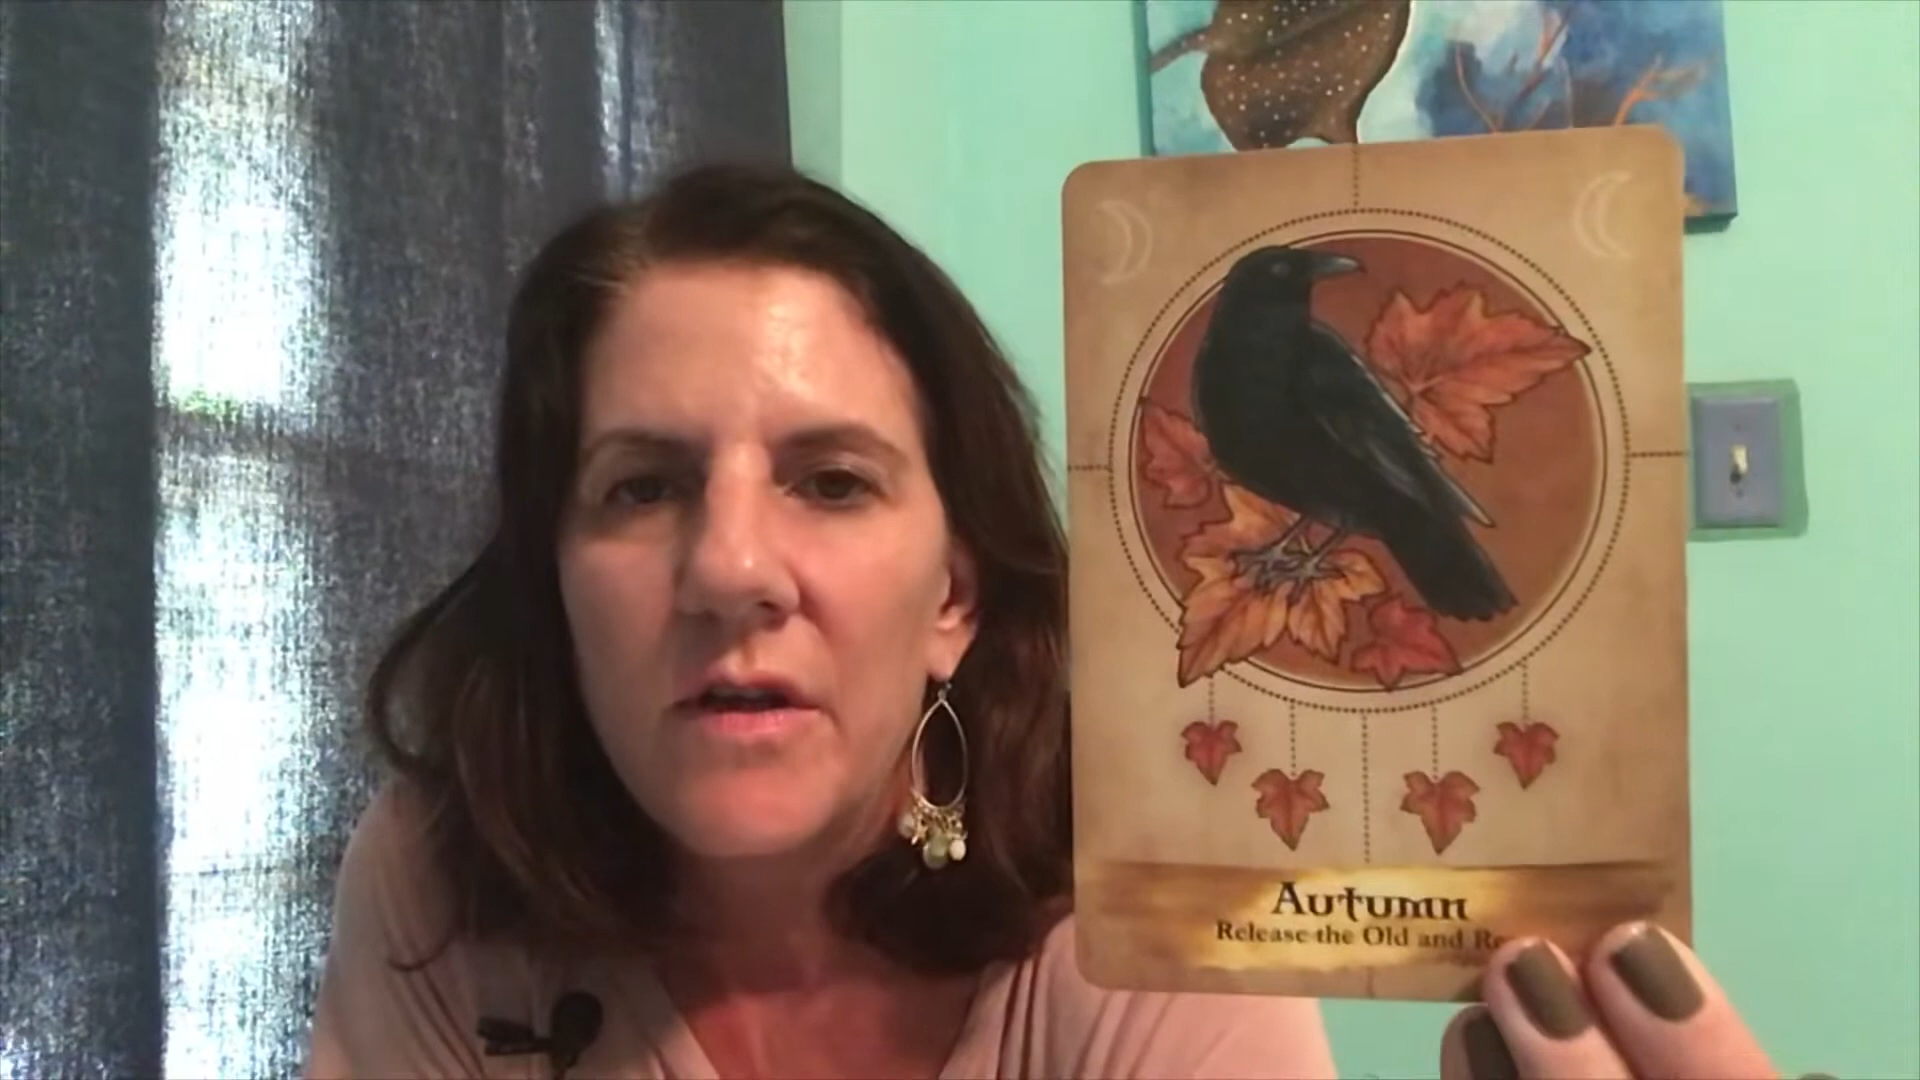 Autumn
Release the Old and